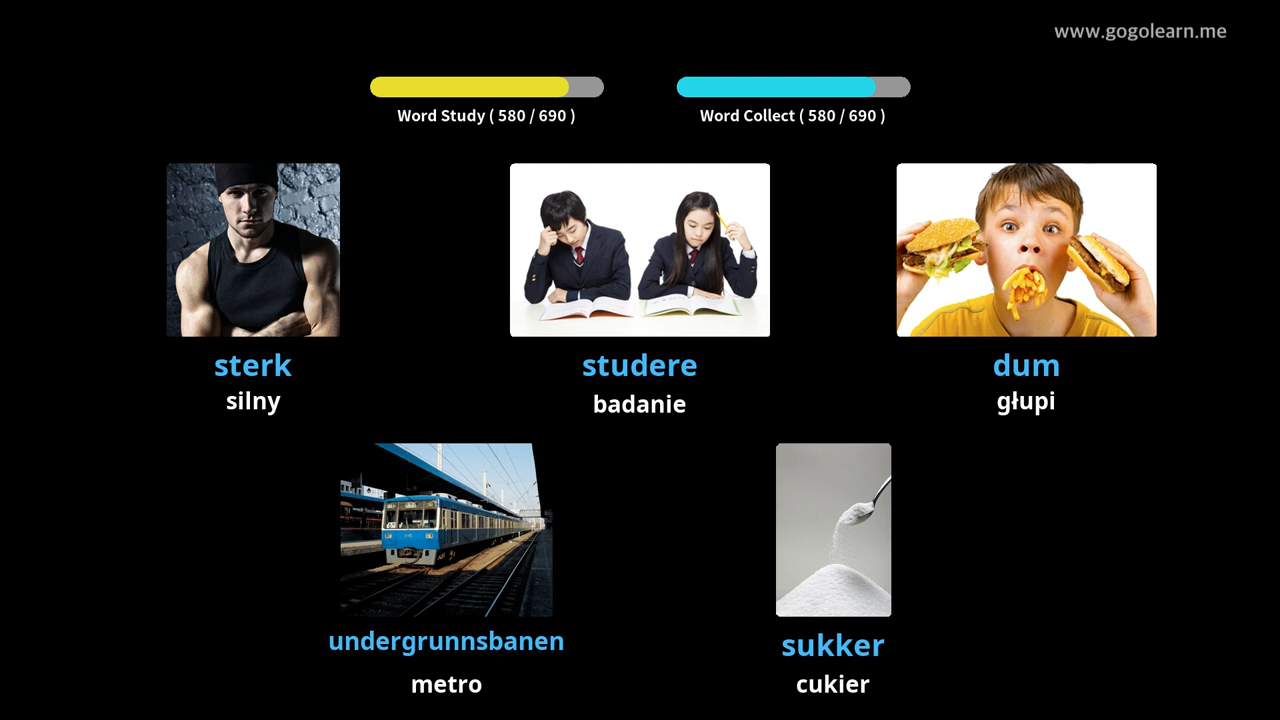 www.gogolearn.me
Word Study ( 580 / 690 )
Word Collect ( 580 / 690 )
sterk
silny
studere
badanie
dum
głupi
undergrunnsbanen
metro
sukker
cukier